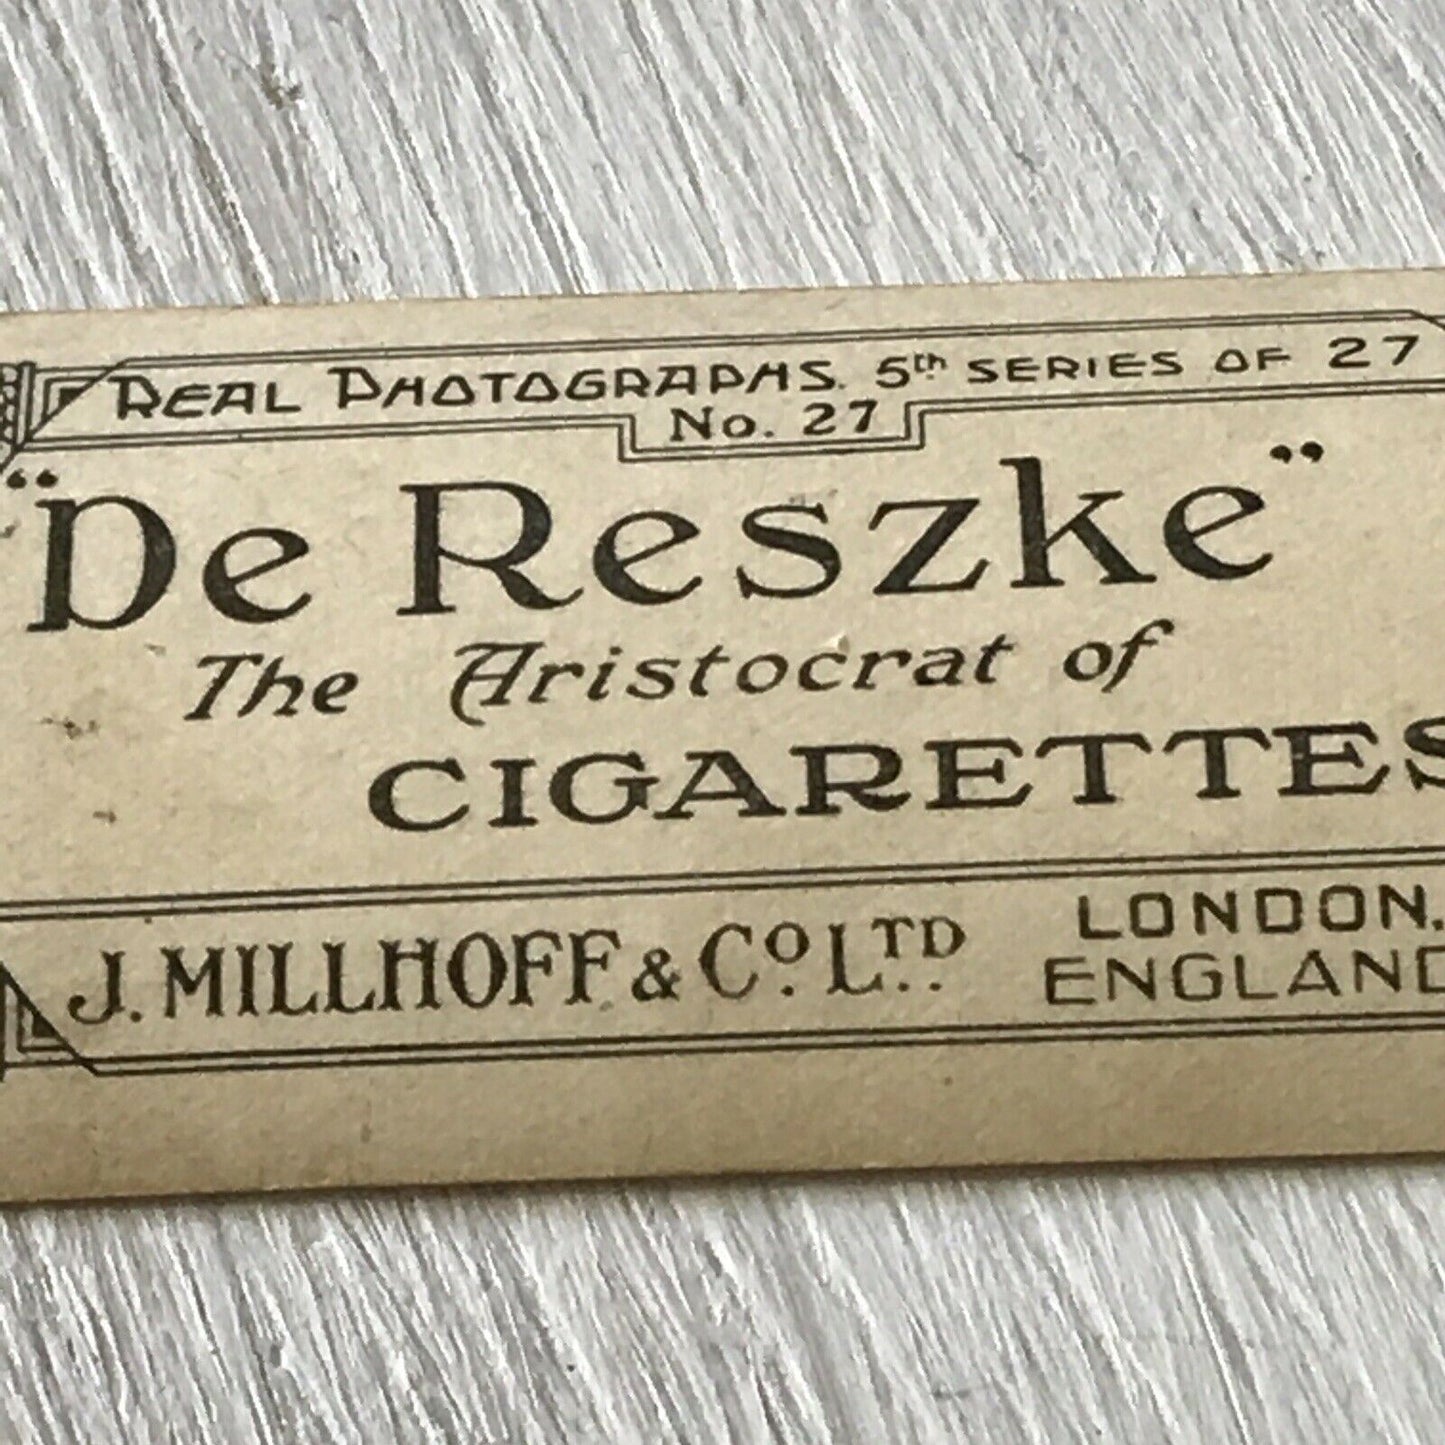 REAL PHOTOGRAPHS. 5th SERIES OF 27
No. 27
"De Reszke"
The Aristocrat of
CIGARETTES
J. MILLHOFF & Co. LTD. LONDON.
ENGLAND